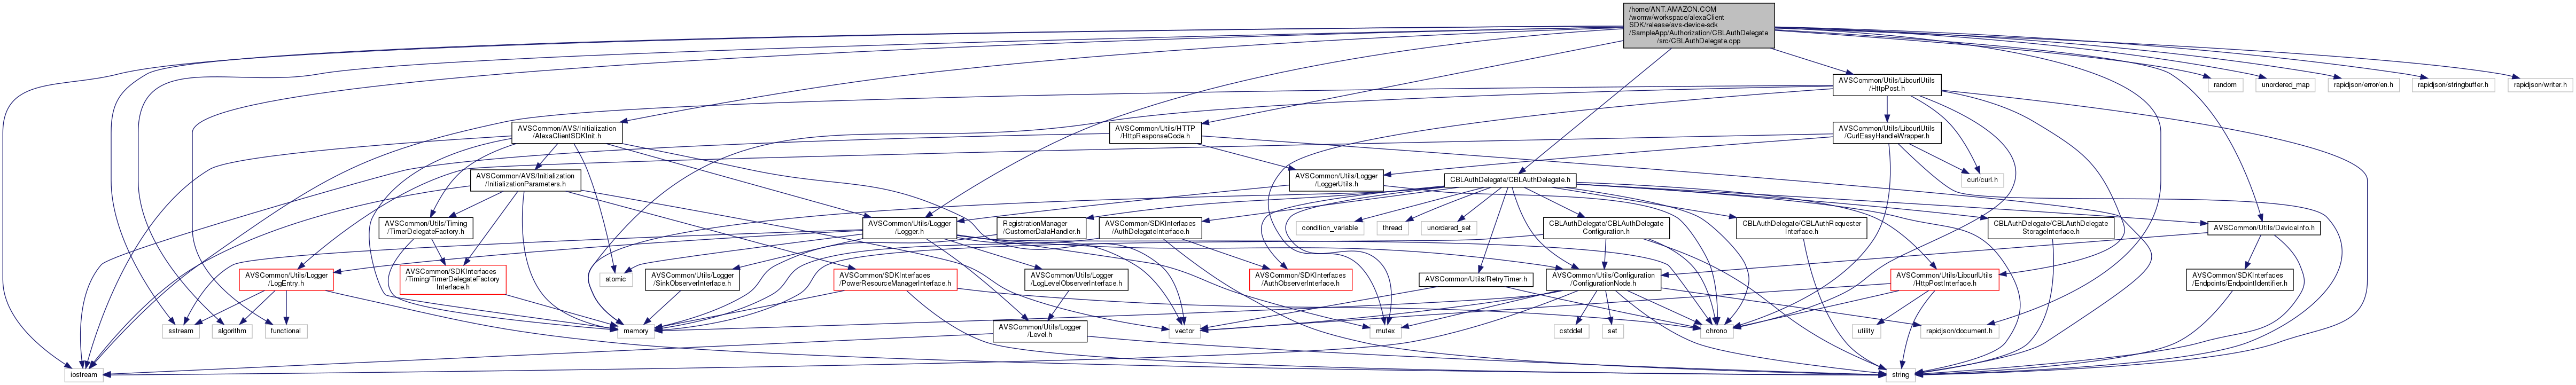 /home/ANT.AMAZON.COM
/womw/workspace/alexaClient
SDK/release/avs-device-sdk
/SampleApp/Authorization/CBLAuthDelegate
/src/CBLAuthDelegate.cpp
AVSCommon/Utils/LibcurlUtils
/HttpPost.h
random
unordered_map
rapidjson/error/en.h
rapidjson/stringbuffer.h
rapidjson/writer.h
AVSCommon/AVS/Initialization
/AlexaClientSDKInit.h
AVSCommon/Utils/HTTP
/HttpResponseCode.h
AVSCommon/Utils/LibcurlUtils
/CurlEasyHandleWrapper.h
AVSCommon/AVS/Initialization
/InitializationParameters.h
AVSCommon/Utils/Logger
/LoggerUtils.h
CBLAuthDelegate/CBLAuthDelegate.h
curl/curl.h
AVSCommon/Utils/Timing
/TimerDelegateFactory.h
AVSCommon/Utils/Logger
/Logger.h
RegistrationManager
/CustomerDataHandler.h
AVSCommon/SDKInterfaces
/AuthDelegateInterface.h
condition_variable
thread
unordered_set
CBLAuthDelegate/CBLAuthDelegate
Configuration.h
CBLAuthDelegate/CBLAuthRequester
Interface.h
CBLAuthDelegate/CBLAuthDelegate
StorageInterface.h
AVSCommon/Utils/DeviceInfo.h
AVSCommon/Utils/Logger
/LogEntry.h
AVSCommon/SDKInterfaces
/Timing/TimerDelegateFactory
Interface.h
atomic
AVSCommon/Utils/Logger
/SinkObserverInterface.h
AVSCommon/SDKInterfaces
/PowerResourceManagerInterface.h
AVSCommon/Utils/Logger
/LogLevelObserverInterface.h
AVSCommon/SDKInterfaces
/AuthObserverInterface.h
AVSCommon/Utils/RetryTimer.h
AVSCommon/Utils/Configuration
/ConfigurationNode.h
AVSCommon/Utils/LibcurlUtils
/HttpPostInterface.h
AVSCommon/SDKInterfaces
/Endpoints/EndpointIdentifier.h
sstream
algorithm
functional
memory
AVSCommon/Utils/Logger
/Level.h
vector
mutex
cstddef
set
chrono
utility
rapidjson/document.h
iostream
string